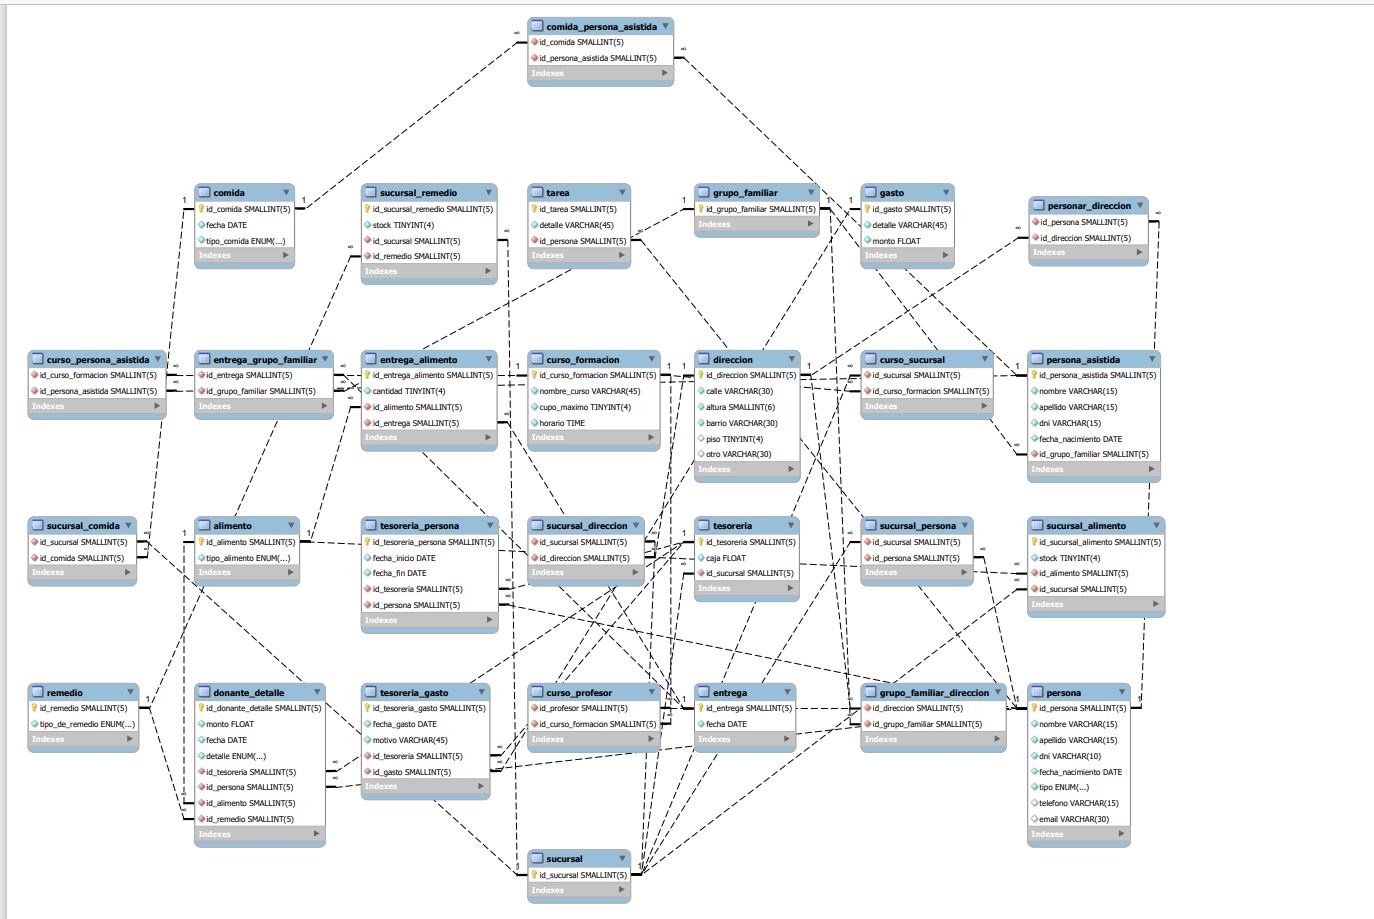 comida_persona_asistida
id_comida SMALLINT(5)
id_persona_asistida SMALLINT(5)
Indexes
comida
id_comida SMALLINT(5)
fecha DATE
tipo_comida ENUM(...)
Indexes
sucursal_remedio
id_sucursal_remedio SMALLINT(5)
stock TINYINT(4)
id_sucursal SMALLINT(5)
id_remedio SMALLINT(5)
Indexes
tarea
id_tarea SMALLINT(5)
detalle VARCHAR(45)
id_persona SMALLINT(5)
Indexes
grupo_familiar
id_grupo_familiar SMALLINT(5)
Indexes
gasto
id_gasto SMALLINT(5)
detalle VARCHAR(45)
monto FLOAT
Indexes
personar_direccion
id_persona SMALLINT(5)
id_direccion SMALLINT(5)
Indexes
curso_persona_asistida
id_curso_formacion SMALLINT(5)
id_persona_asistida SMALLINT(5)
Indexes
entrega_grupo_familiar
id_entrega SMALLINT(5)
id_grupo_familiar SMALLINT(5)
Indexes
entrega_alimento
id_entrega_alimento SMALLINT(5)
cantidad TINYINT(4)
id_alimento SMALLINT(5)
id_entrega SMALLINT(5)
Indexes
curso_formacion
id_curso_formacion SMALLINT(5)
nombre_curso VARCHAR(45)
cupo_maximo TINYINT(4)
horario TIME
Indexes
direccion
id_direccion SMALLINT(5)
calle VARCHAR(30)
altura SMALLINT(6)
barrio VARCHAR(30)
piso TINYINT(4)
otro VARCHAR(30)
Indexes
curso_sucursal
id_sucursal SMALLINT(5)
id_curso_formacion SMALLINT(5)
Indexes
persona_asistida
id_persona_asistida SMALLINT(5)
nombre VARCHAR(15)
apellido VARCHAR(15)
dni VARCHAR(15)
fecha_nacimiento DATE
id_grupo_familiar SMALLINT(5)
Indexes
sucursal_comida
id_sucursal SMALLINT(5)
id_comida SMALLINT(5)
Indexes
alimento
id_alimento SMALLINT(5)
tipo_alimento ENUM(...)
Indexes
tesoreria_persona
id_tesoreria_persona SMALLINT(5)
fecha_inicio DATE
fecha_fin DATE
id_tesoreria SMALLINT(5)
id_persona SMALLINT(5)
Indexes
sucursal_direccion
id_sucursal SMALLINT(5)
id_direccion SMALLINT(5)
Indexes
tesoreria
id_tesoreria SMALLINT(5)
caja FLOAT
id_sucursal SMALLINT(5)
Indexes
sucursal_persona
id_sucursal SMALLINT(5)
id_persona SMALLINT(5)
Indexes
sucursal_alimento
id_sucursal_alimento SMALLINT(5)
stock TINYINT(4)
id_alimento SMALLINT(5)
id_sucursal SMALLINT(5)
Indexes
remedio
id_remedio SMALLINT(5)
tipo_de_remedio ENUM(...)
Indexes
donante_detalle
id_donante_detalle SMALLINT(5)
monto FLOAT
fecha DATE
detalle ENUM(...)
id_tesoreria SMALLINT(5)
id_persona SMALLINT(5)
id_alimento SMALLINT(5)
id_remedio SMALLINT(5)
Indexes
tesoreria_gasto
id_tesoreria_gasto SMALLINT(5)
fecha_gasto DATE
motivo VARCHAR(45)
id_tesoreria SMALLINT(5)
id_gasto SMALLINT(5)
Indexes
curso_profesor
id_profesor SMALLINT(5)
id_curso_formacion SMALLINT(5)
Indexes
entrega
id_entrega SMALLINT(5)
fecha DATE
Indexes
grupo_familiar_direccion
id_direccion SMALLINT(5)
id_grupo_familiar SMALLINT(5)
Indexes
persona
id_persona SMALLINT(5)
nombre VARCHAR(15)
apellido VARCHAR(15)
dni VARCHAR(10)
fecha_nacimiento DATE
tipo ENUM(...)
telefono VARCHAR(15)
email VARCHAR(30)
Indexes
sucursal
id_sucursal SMALLINT(5)
Indexes